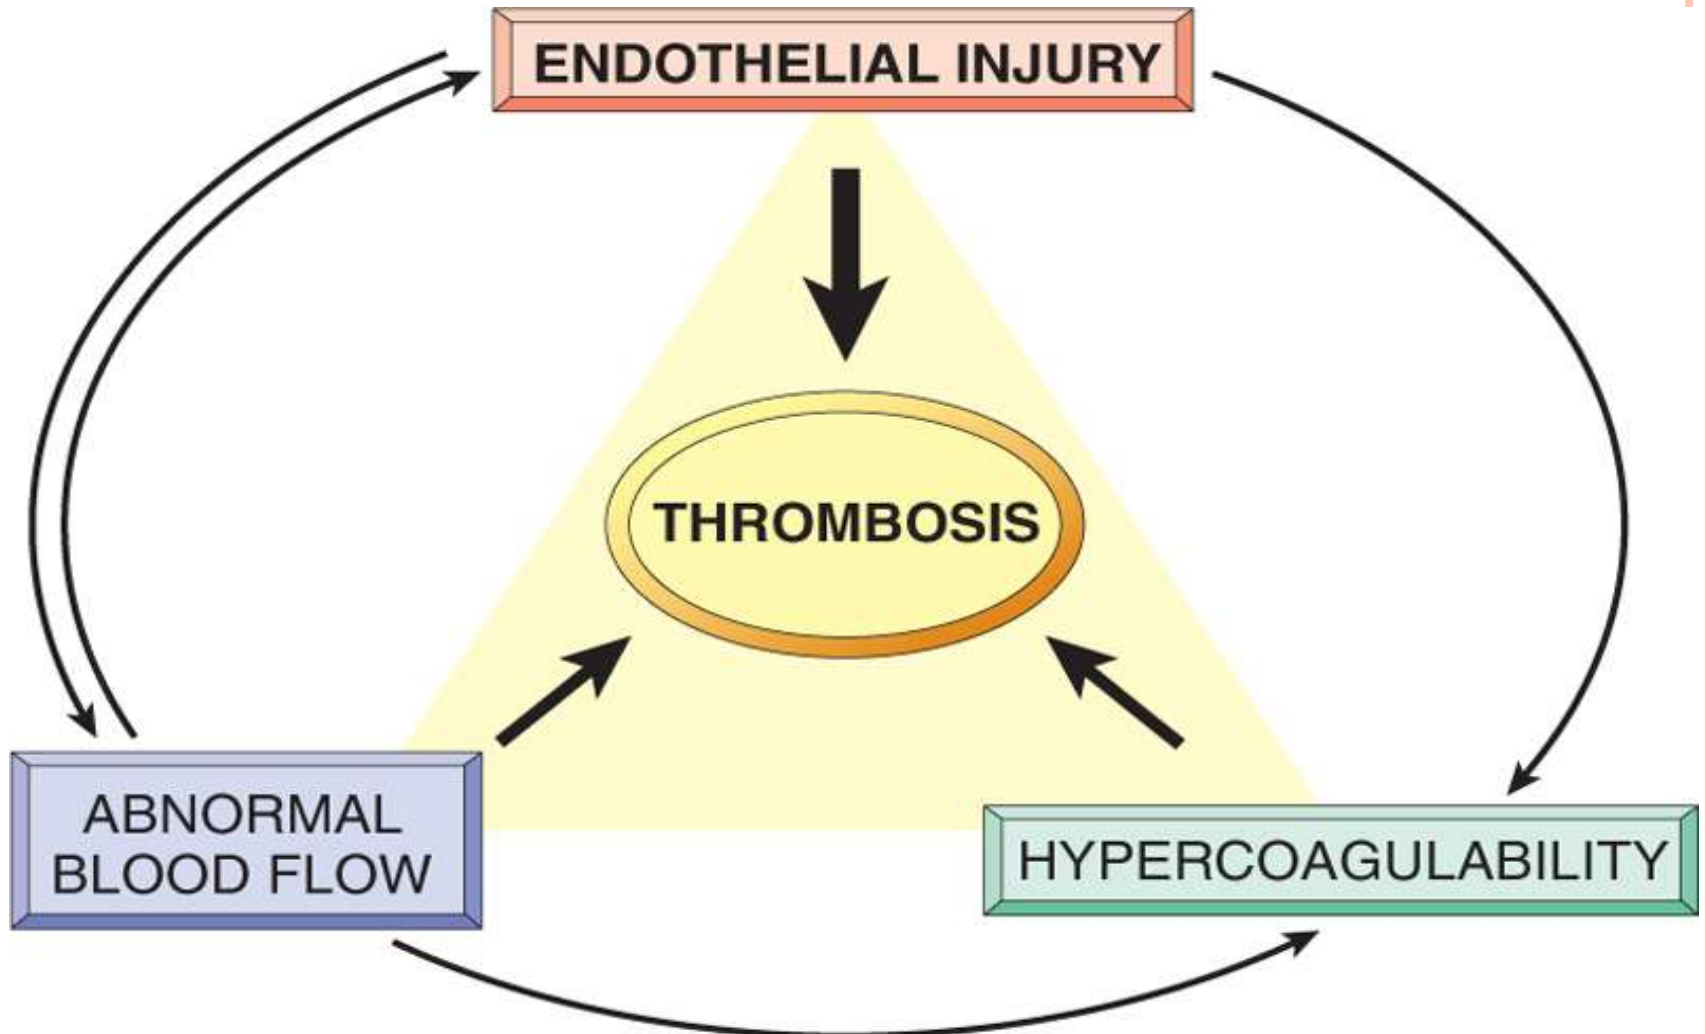 ENDOTHELIAL INJURY
THROMBOSIS
ABNORMAL
BLOOD FLOW
HYPERCOAGULABILITY